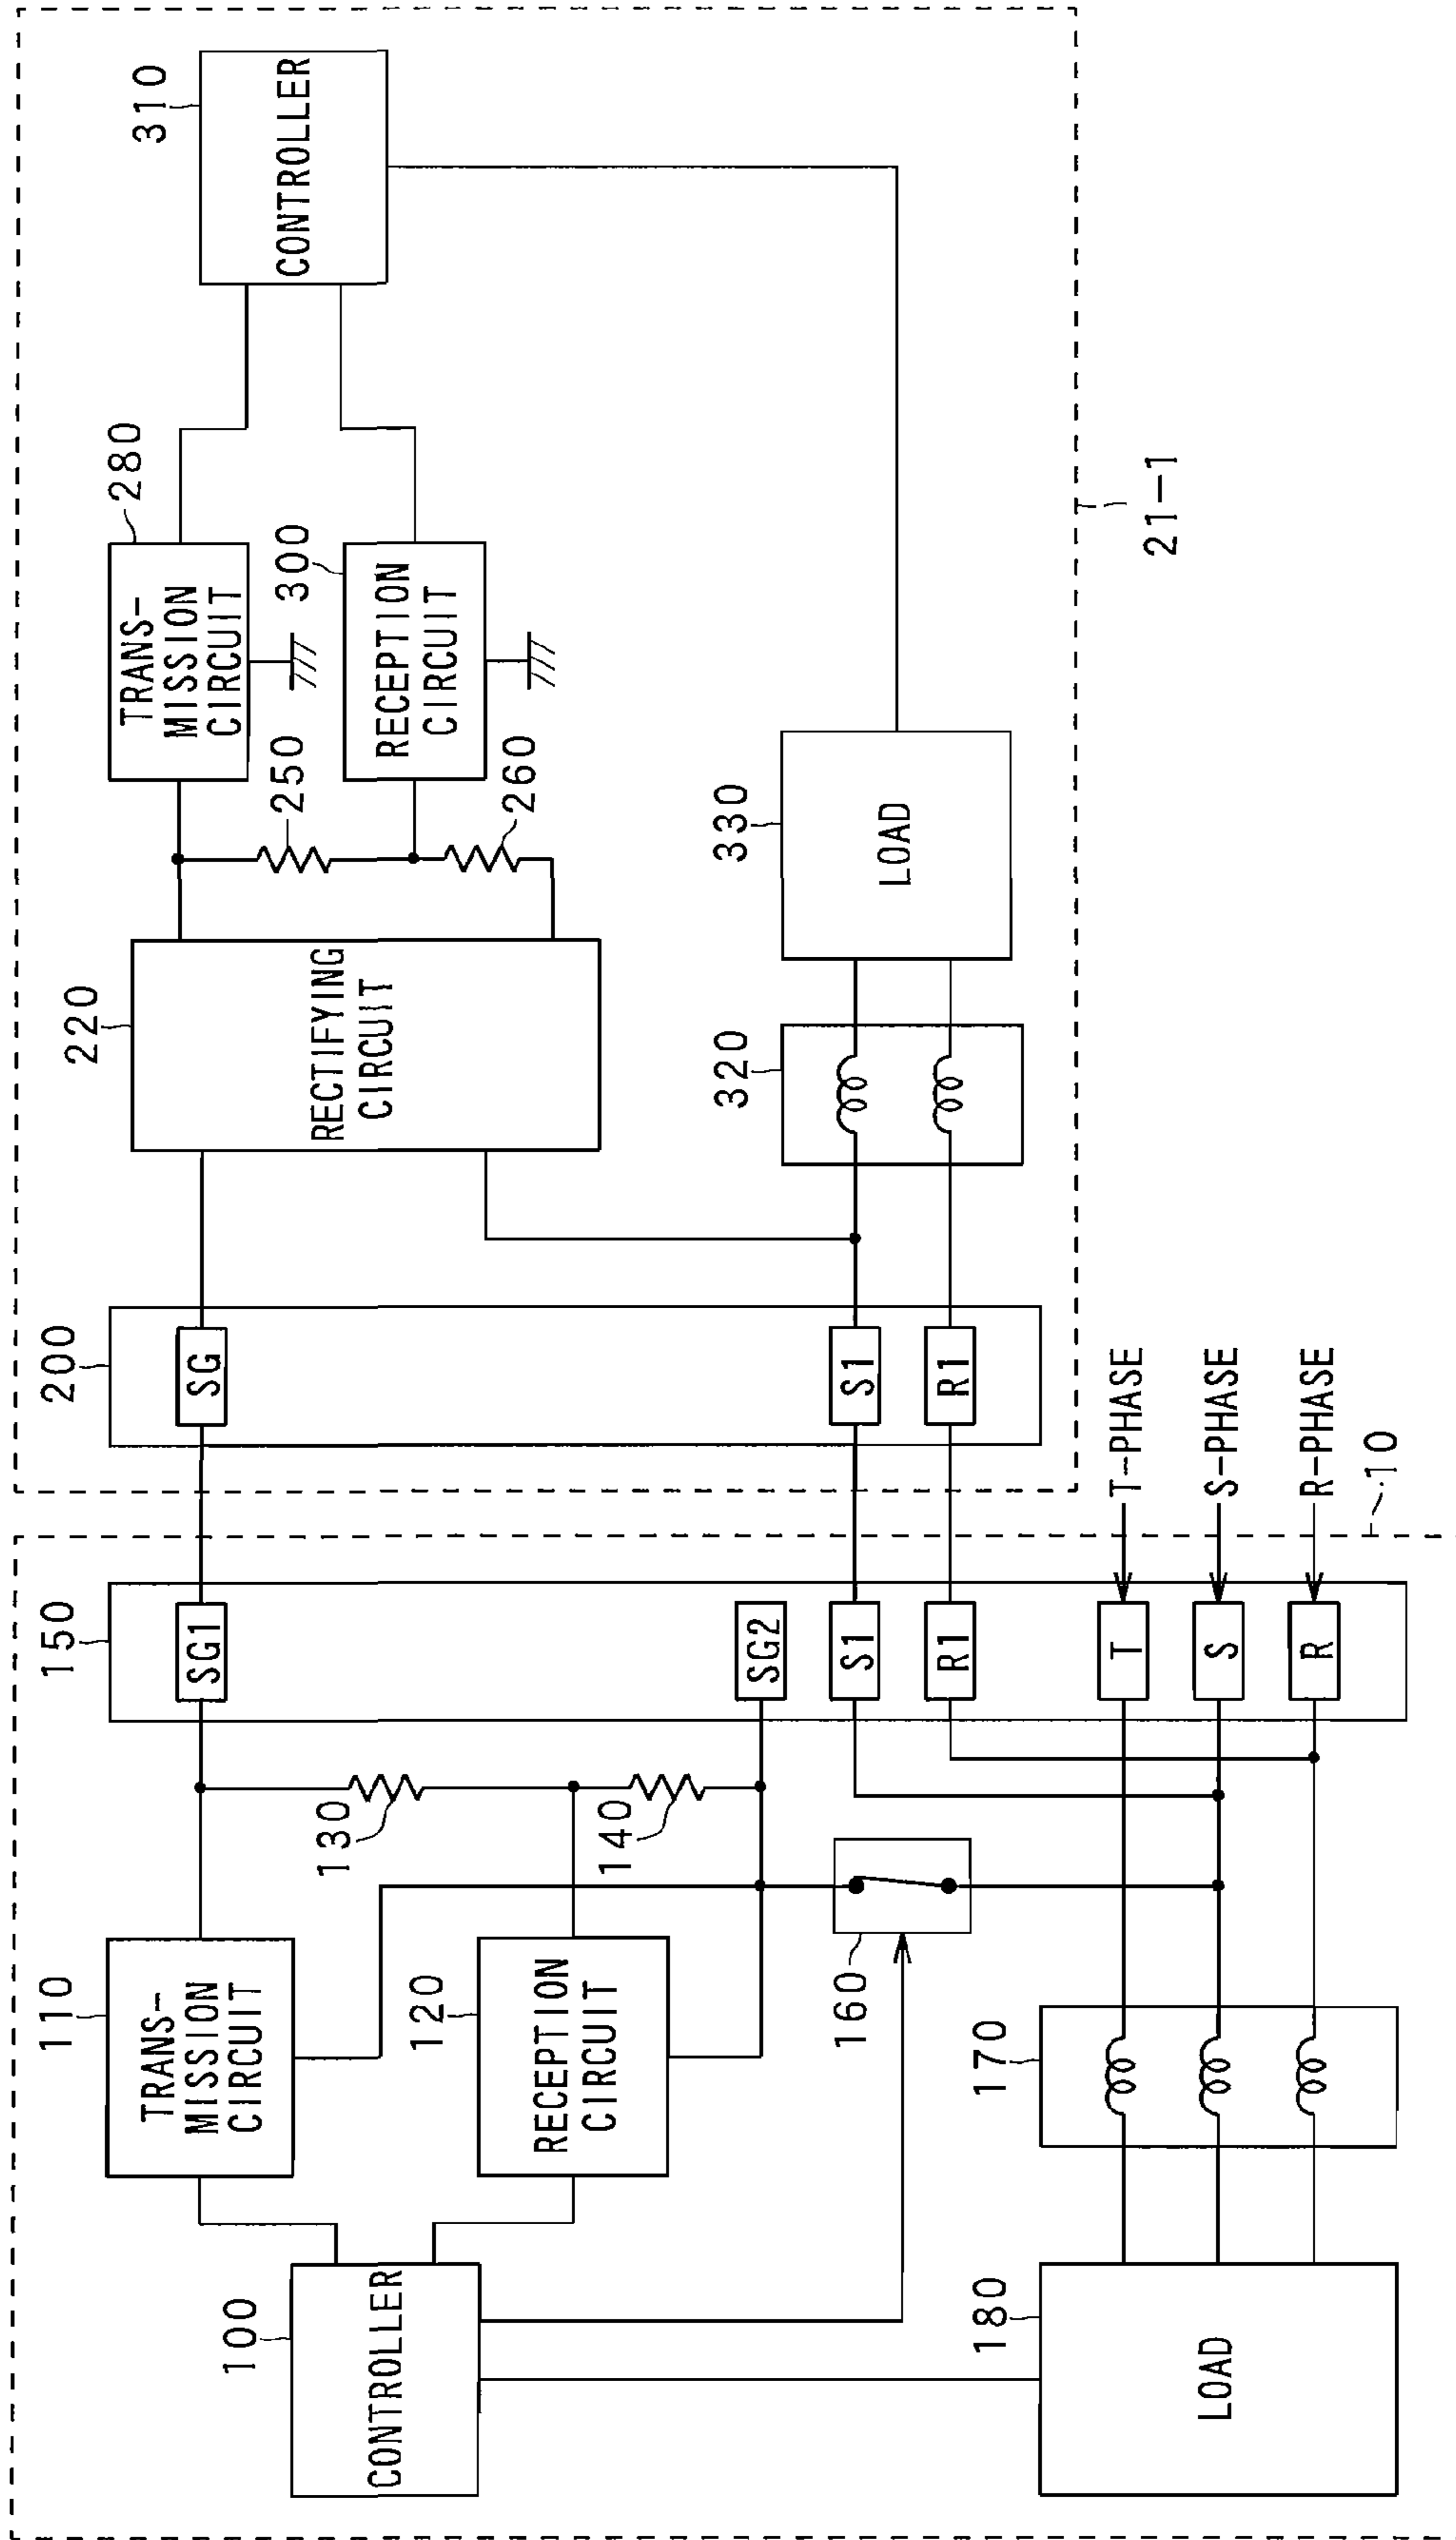 100
CONTROLLER
110
TRANS-
MISSION
CIRCUIT
120
RECEPTION
CIRCUIT
130
140
150
SG1
SG2
S1
R1
T
S
R
160
170
180
LOAD
T-PHASE
S-PHASE
R-PHASE
10
200
SG
S1
R1
220
RECTIFYING
CIRCUIT
250
260
280
TRANS-
MISSION
CIRCUIT
300
RECEPTION
CIRCUIT
310
CONTROLLER
320
330
LOAD
21-1